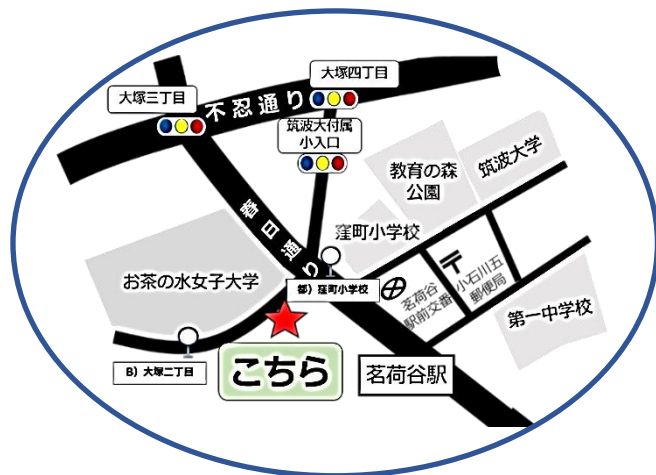 大塚四丁目
大塚三丁目
不忍通り
筑波大付属
小入口
教育の森
公園
筑波大学
春日通り
窪町小学校
お茶の水女子大学
都）窪町小学校
茗荷谷
駅前交番
小石川五
郵便局
第一中学校
B）大塚二丁目
こちら
茗荷谷駅